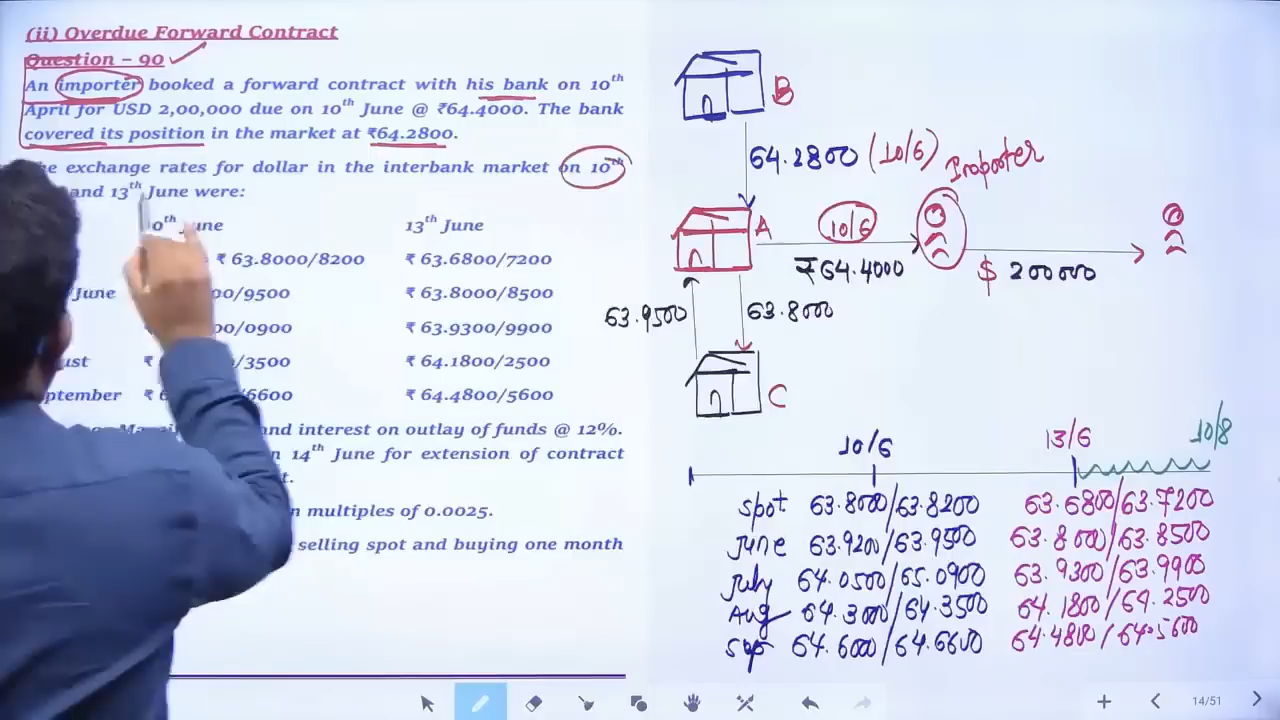 (ii) Overdue Forward Contract
Question – 90
An importer booked a forward contract with his bank on 10th
April for USD 2,00,000 due on 10th June @ ₹64.4000. The bank
covered its position in the market at ₹64.2800.
exchange rates for dollar in the interbank market on 10th
and 13th June were:
June 13th June
₹ 63.8000/8200 ₹ 63.6800/7200
June /9500 ₹ 63.8000/8500
/0900 ₹ 63.9300/9900
₹ /3500 ₹ 64.1800/2500
₹ /6600 ₹ 64.4800/5600
and interest on outlay of funds @ 12%.
14th June for extension of contract
multiples of 0.0025.
selling spot and buying one month
B
64.2800 (10/6)
Importer
A
10/6
₹64.4000
$ 200000
63.9500
63.8000
C
10/6 13/6 10/8
spot 63.8000/63.8200 63.6800/63.7200
June 63.9200/63.9500 63.8000/63.8500
July 64.0500/65.0900 63.9300/63.9900
Aug 64.3000/64.3500 64.1800/64.2500
Sep 64.6000/64.6600 64.4800/64.5600
14/51